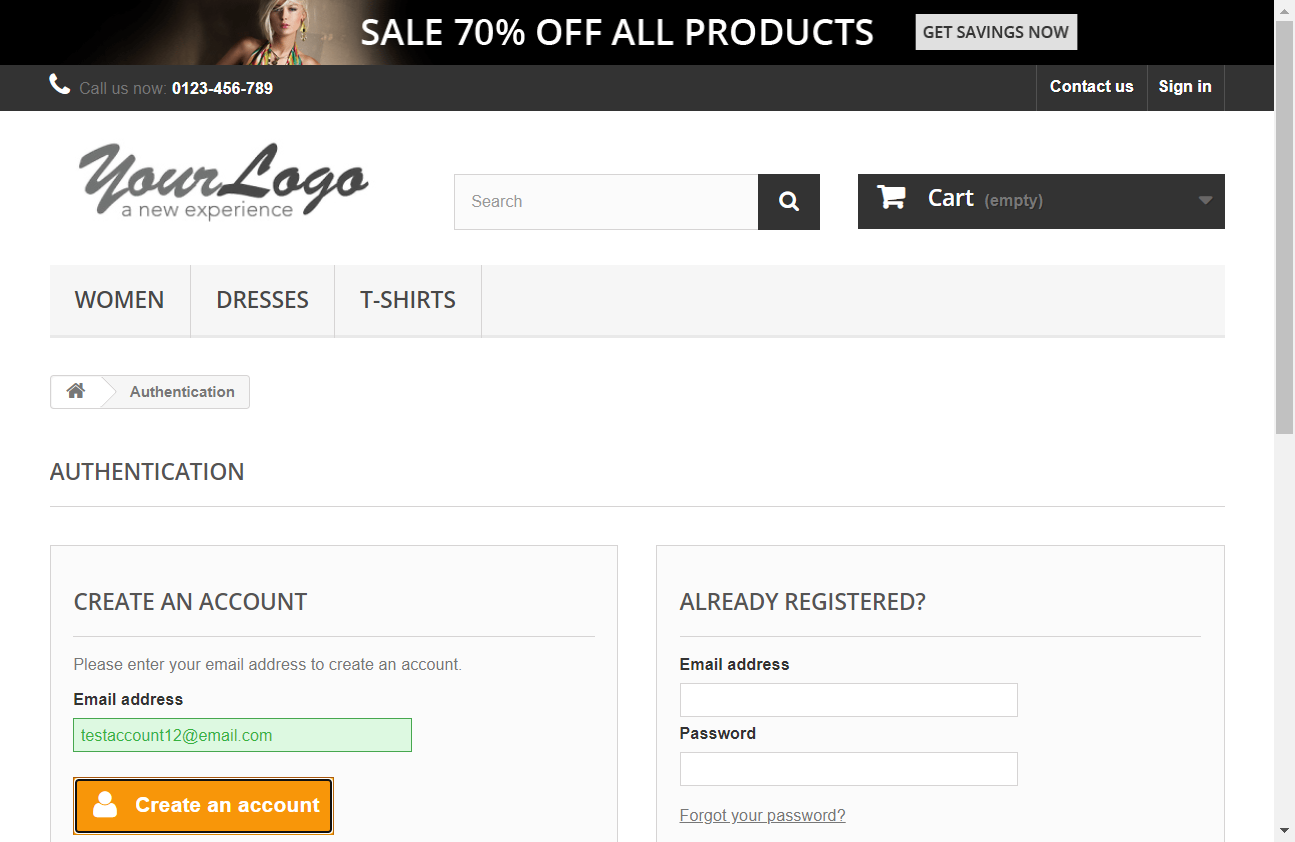 SALE 70% OFF ALL PRODUCTS GET SAVINGS NOW
Call us now: 0123-456-789 Contact us Sign in
Your Logo
a new experience
Search
Cart (empty)
WOMEN DRESSES T-SHIRTS
Authentication
AUTHENTICATION
CREATE AN ACCOUNT
Please enter your email address to create an account.
Email address
testaccount12@email.com
Create an account
ALREADY REGISTERED?
Email address
Password
Forgot your password?